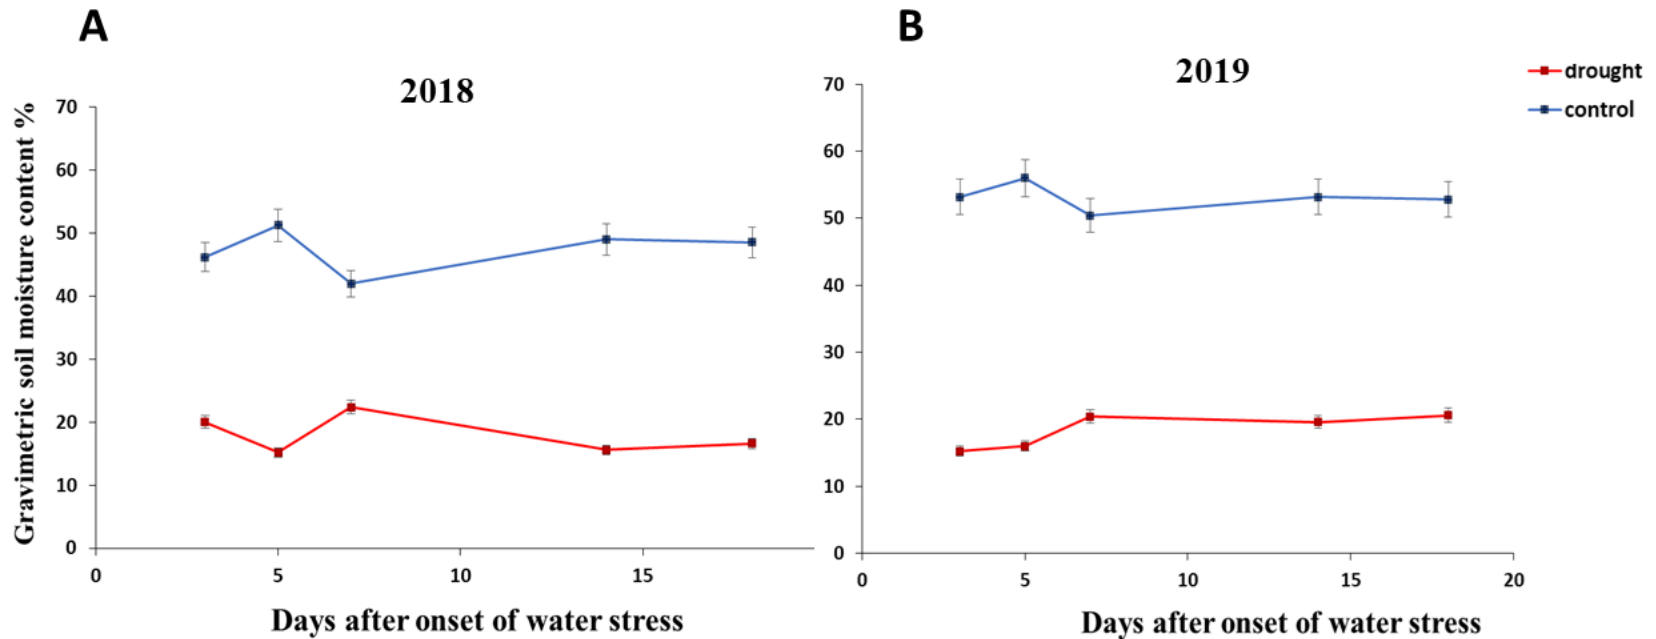 A
2018
Gravimetric soil moisture content %
70
60
50
40
30
20
10
0
0 5 10 15
Days after onset of water stress
B
2019
drought
control
70
60
50
40
30
20
10
0
0 5 10 15 20
Days after onset of water stress